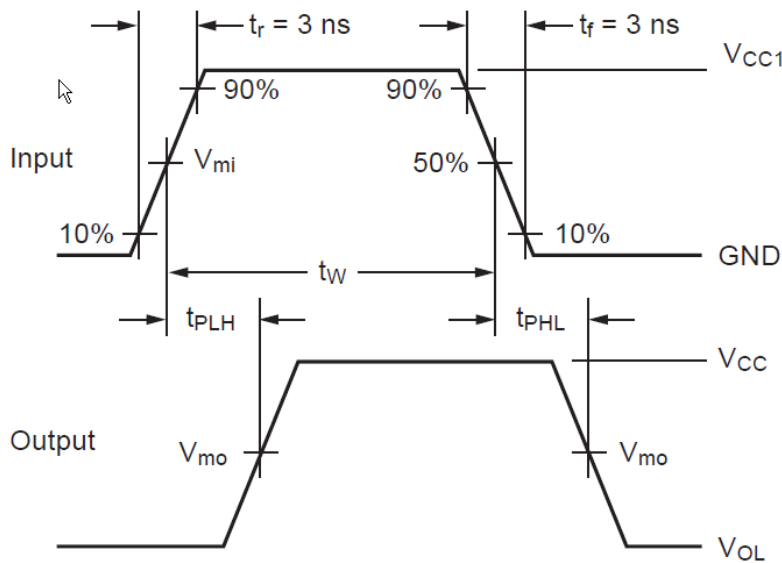 tr = 3 ns
tf = 3 ns
VCC1
90%
90%
Input
Vmi
50%
10%
10%
GND
tW
tPLH
tPHL
VCC
Output
Vmo
Vmo
VOL